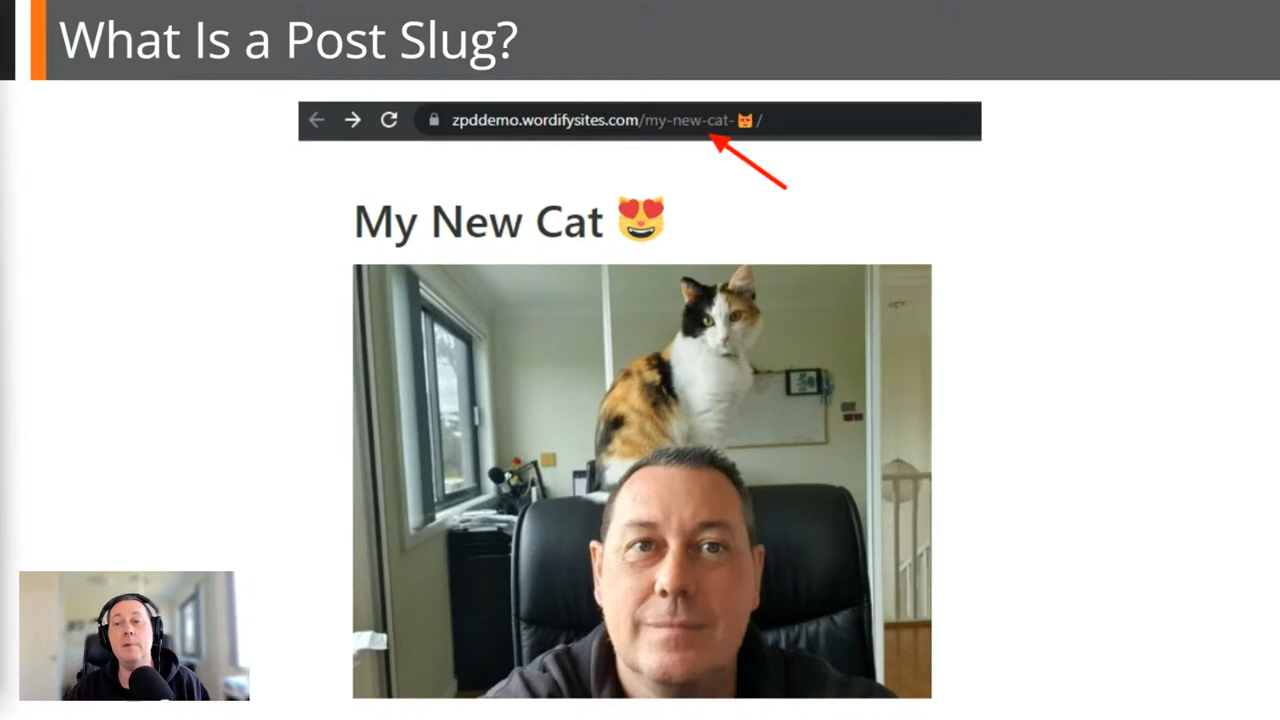 What Is a Post Slug?
zpddemo.wordifysites.com/my-new-cat-😻/
My New Cat 😻